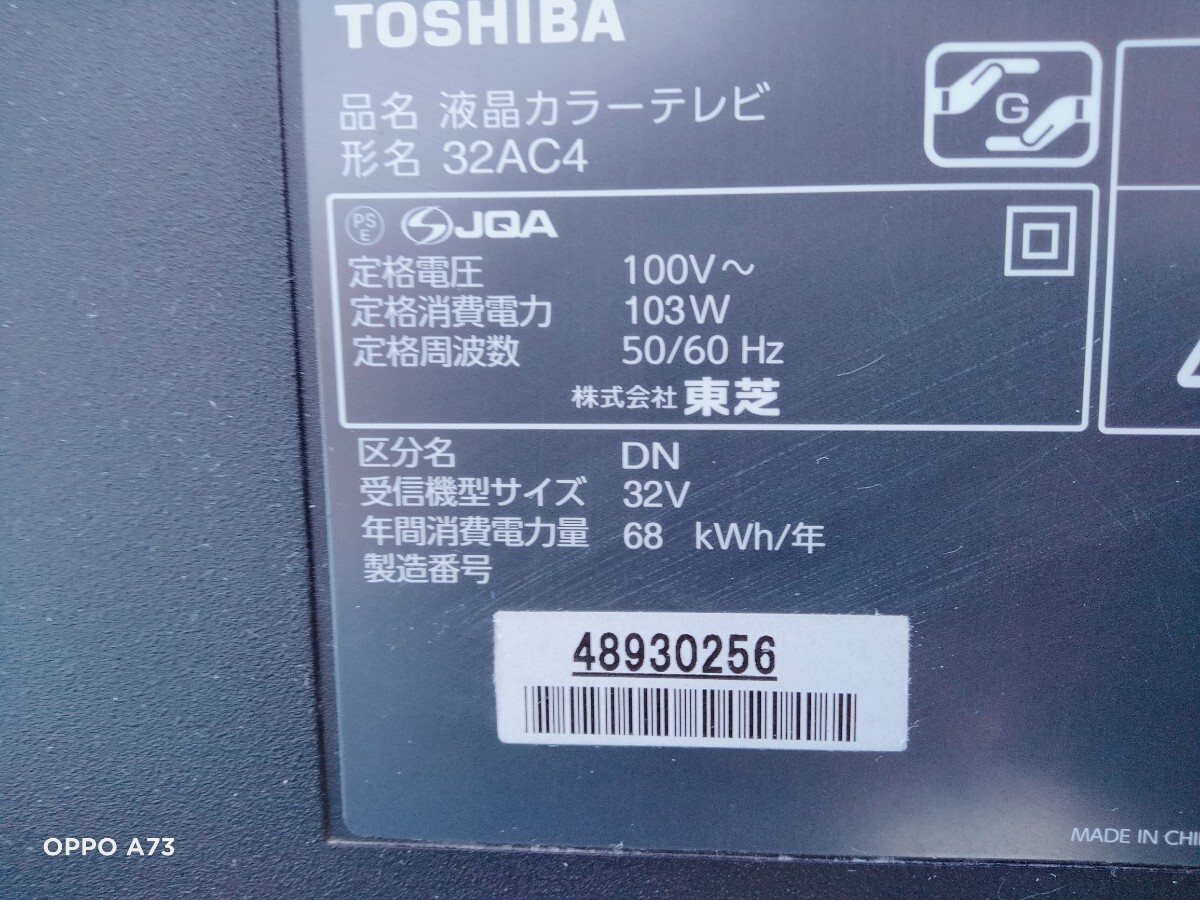 TOSHIBA
品名 液晶カラーテレビ
形名 32AC4
G
PS
E
JQA
定格電圧 100V～
定格消費電力 103W
定格周波数 50/60 Hz
株式会社 東芝
区分名 DN
受信機型サイズ 32V
年間消費電力量 68 kWh/年
製造番号
48930256
MADE IN CHI
OPPO A73